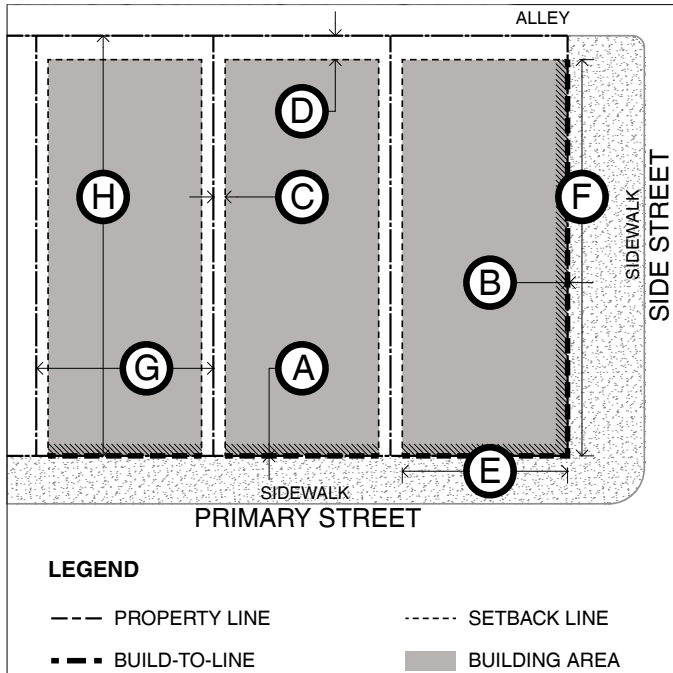 ALLEY
D
H
C
F
SIDEWALK
SIDE STREET
B
G
A
E
SIDEWALK
PRIMARY STREET
LEGEND
PROPERTY LINE
SETBACK LINE
BUILD-TO-LINE
BUILDING AREA